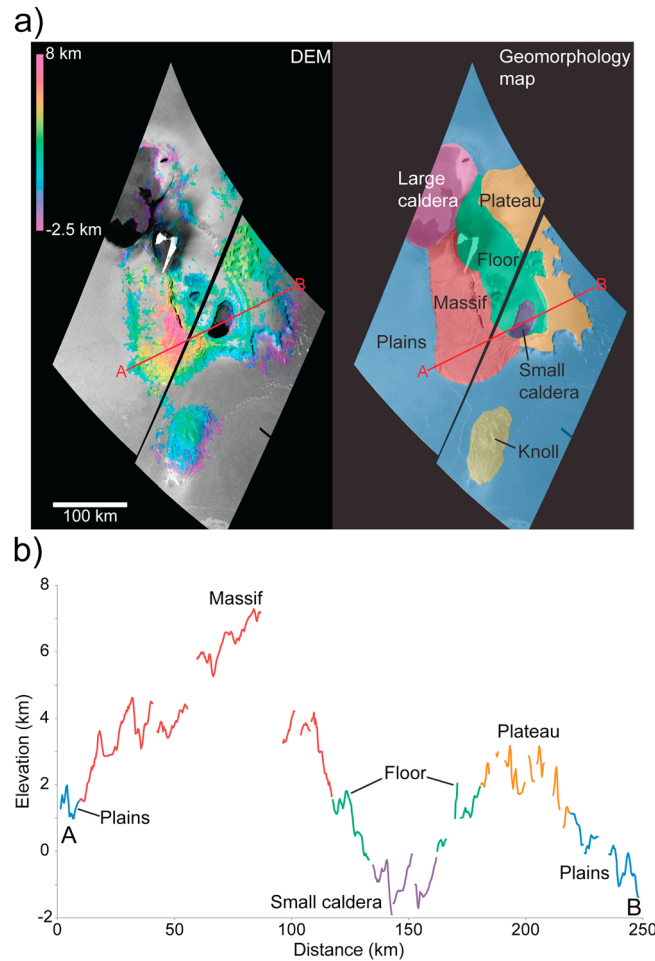 a)
8 km
DEM
Geomorphology
map
Large
caldera
Plateau
-2.5 km
Floor
B
B
Massif
Plains
Small
caldera
A
A
Knoll
100 km
b)
8
Massif
6
Elevation (km)
4
Plateau
Floor
2
Plains
A
0
Plains
Small caldera
B
-2
0
50
100
150
200
250
Distance (km)